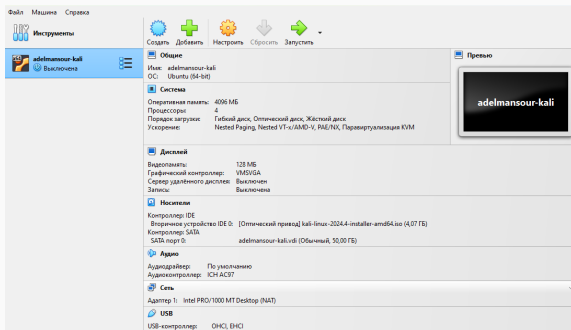 Файл Машина Справка
Инструменты
Создать Добавить Настроить Сбросить Запустить
adelmansour-kali
Выключена
Общие
Имя: adelmansour-kali
ОС: Ubuntu (64-bit)
Превью
adelmansour-kali
Система
Оперативная память: 4096 МБ
Процессоры: 4
Порядок загрузки: Гибкий диск, Оптический диск, Жёсткий диск
Ускорение: Nested Paging, Nested VT-x/AMD-V, PAE/NX, Паравиртуализация KVM
Дисплей
Видеопамять: 128 МБ
Графический контроллер: VMSVGA
Сервер удалённого дисплея: Выключен
Запись: Выключена
Носители
Контроллер: IDE
Вторичное устройство IDE 0: [Оптический привод] kali-linux-2024.4-installer-amd64.iso (4,07 ГБ)
Контроллер: SATA
SATA порт 0: adelmansour-kali.vdi (Обычный, 50,00 ГБ)
Аудио
Аудиодрайвер: По умолчанию
Аудиоконтроллер: ICH AC97
Сеть
Адаптер 1: Intel PRO/1000 MT Desktop (NAT)
USB
USB-контроллер: OHCI, EHCI